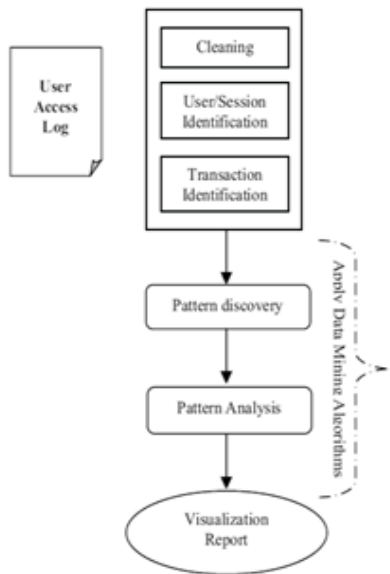 User
Access
Log
Cleaning
User/Session
Identification
Transaction
Identification
Pattern discovery
Pattern Analysis
Visualization
Report
Apply Data Mining Algorithms